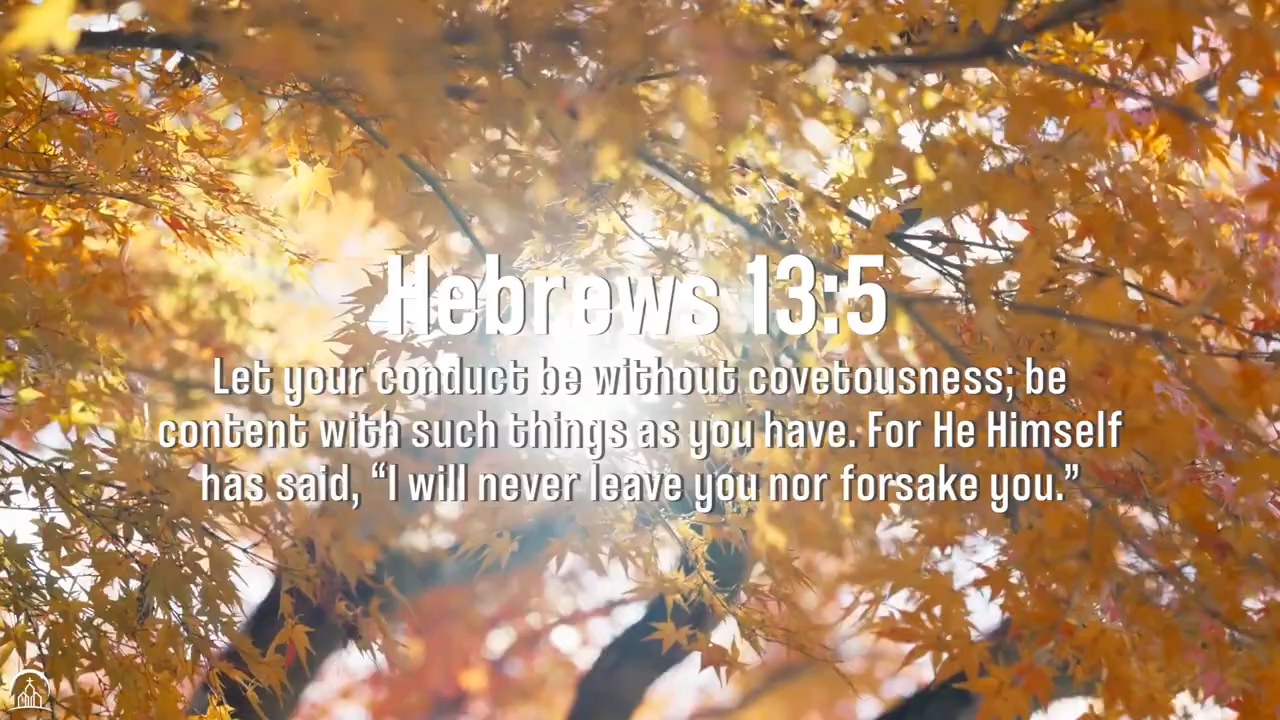 Hebrews 13:5
Let your conduct be without covetousness; be
content with such things as you have. For He Himself
has said, “I will never leave you nor forsake you.”